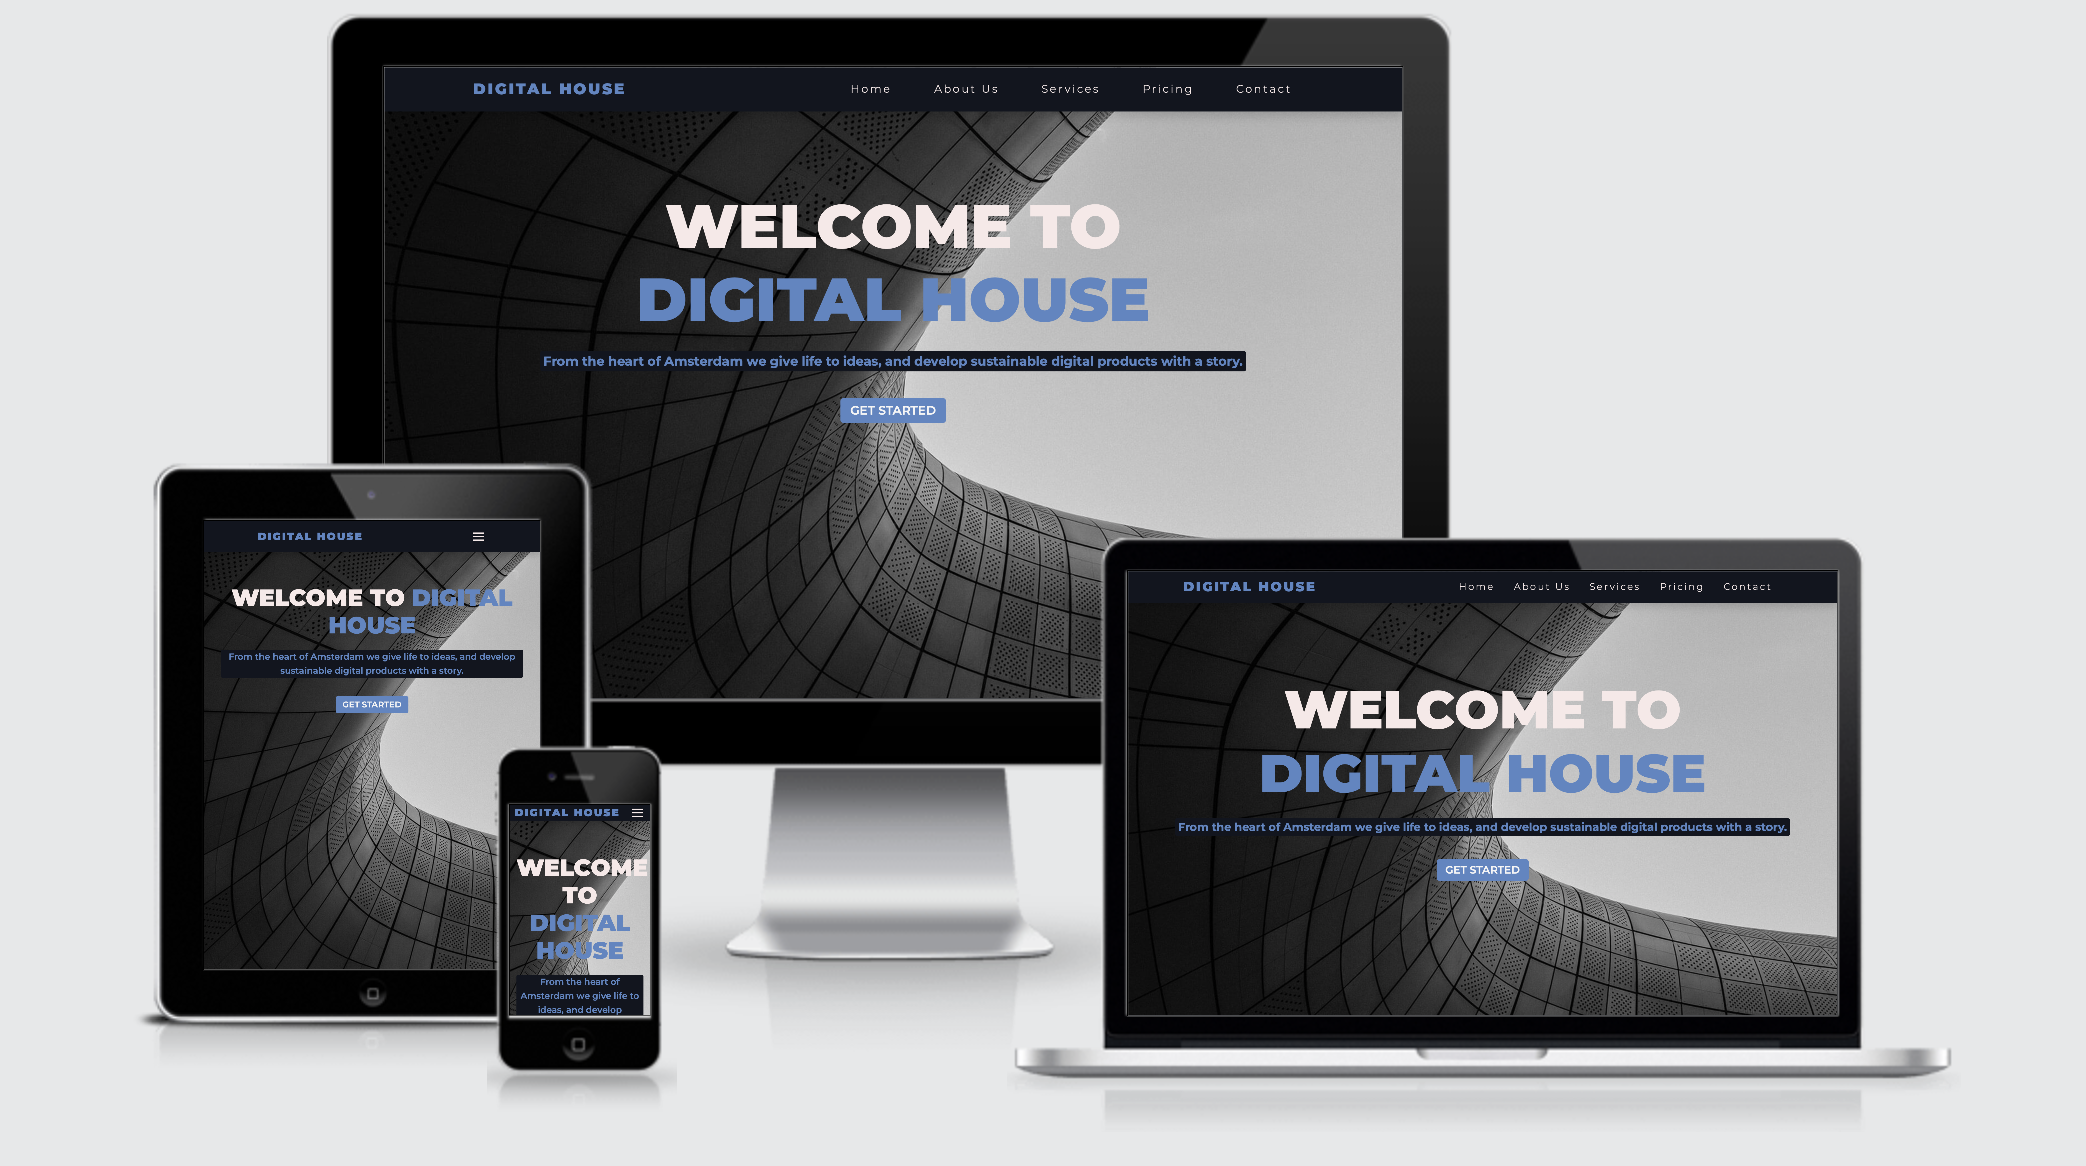 DIGITAL HOUSE
Home About Us Services Pricing Contact
WELCOME TO
DIGITAL HOUSE
From the heart of Amsterdam we give life to ideas, and develop sustainable digital products with a story.
GET STARTED
DIGITAL HOUSE
WELCOME TO DIGITAL
HOUSE
From the heart of Amsterdam we give life to ideas, and develop
sustainable digital products with a story.
GET STARTED
DIGITAL HOUSE
WELCOME
TO
DIGITAL
HOUSE
From the heart of
Amsterdam we give life to
ideas, and develop
DIGITAL HOUSE
Home About Us Services Pricing Contact
WELCOME TO
DIGITAL HOUSE
From the heart of Amsterdam we give life to ideas, and develop sustainable digital products with a story.
GET STARTED